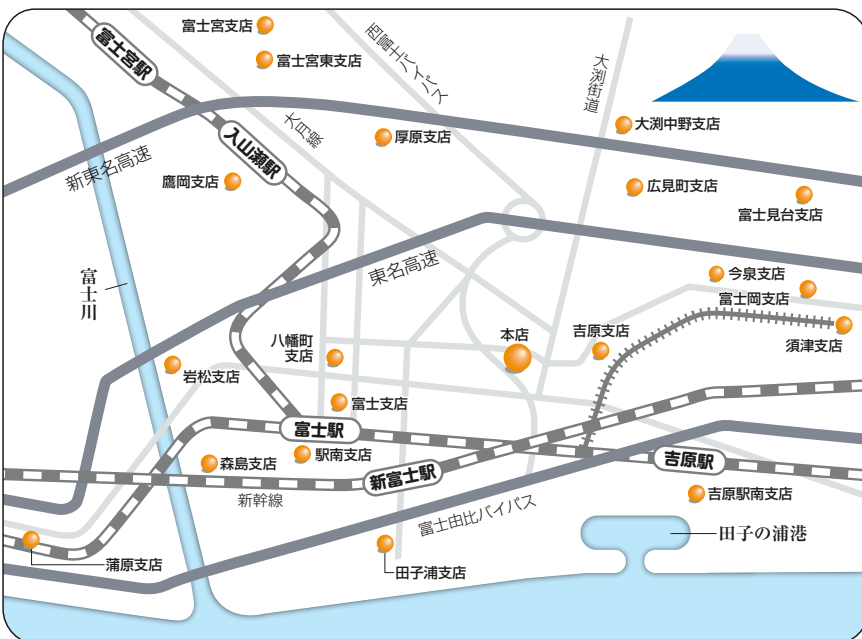 富士宮支店
富士宮駅
富士宮東支店
西富士バイパス
大渕街道
大月線
入山瀬駅
厚原支店
大渕中野支店
新東名高速
鷹岡支店
広見町支店
富士見台支店
東名高速
富士川
今泉支店
富士岡支店
八幡町
支店
本店
吉原支店
須津支店
岩松支店
富士支店
富士駅
駅南支店
森島支店
新富士駅
吉原駅
新幹線
吉原駅南支店
富士由比バイパス
田子の浦港
蒲原支店
田子浦支店